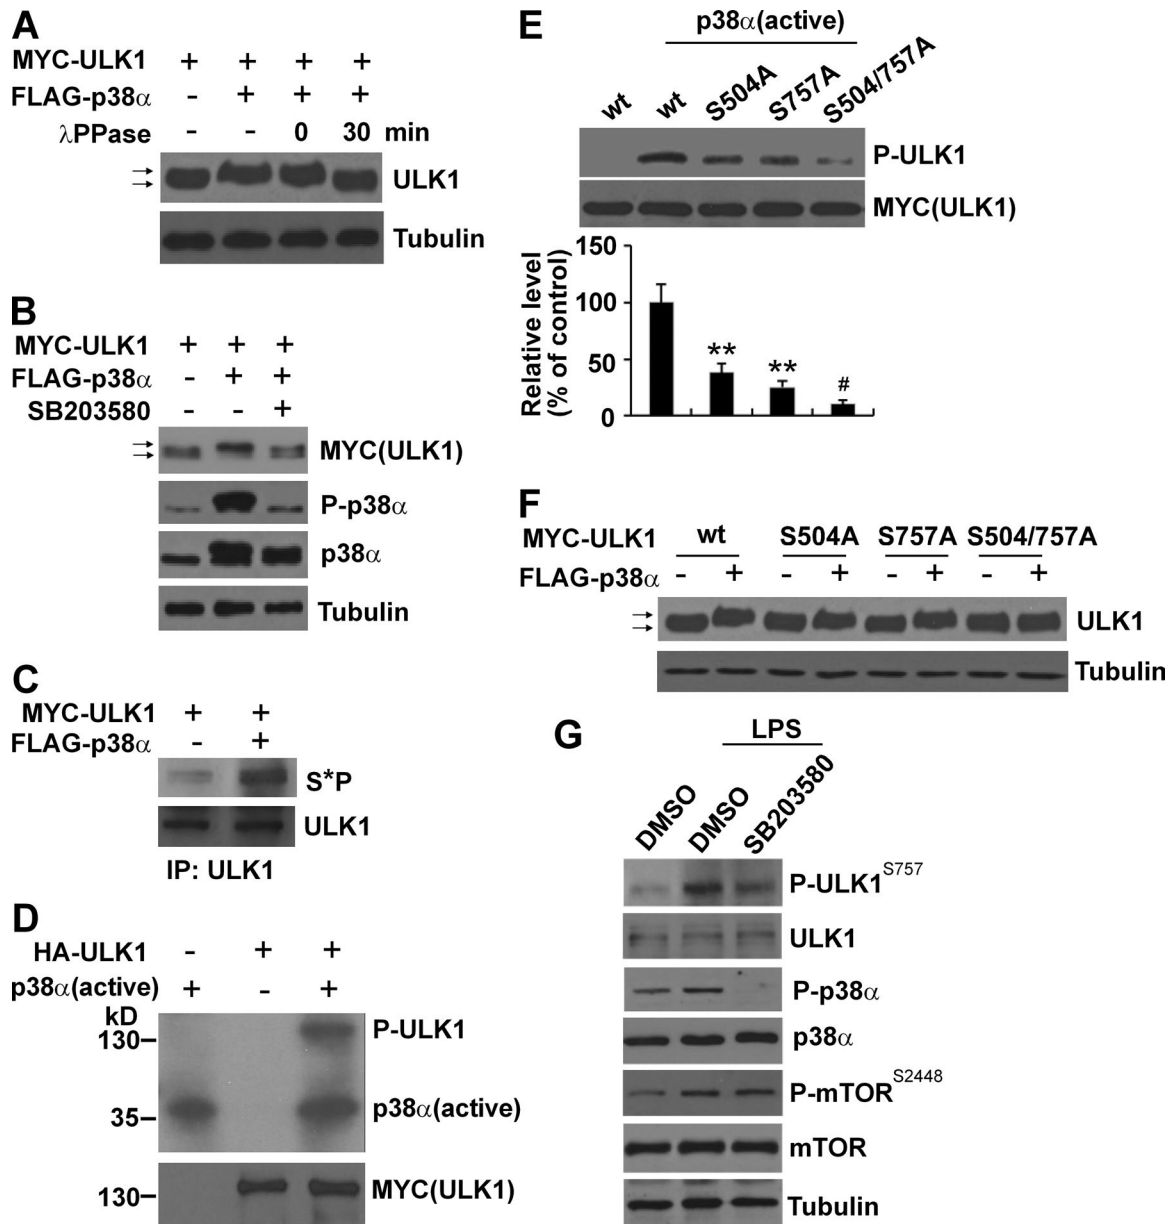 A
MYC-ULK1 + + + +
FLAG-p38α - + + +
λPPase - - 0 30 min
ULK1
Tubulin
B
MYC-ULK1 + + +
FLAG-p38α - + +
SB203580 - - +
MYC(ULK1)
P-p38α
p38α
Tubulin
C
MYC-ULK1 + +
FLAG-p38α - +
S*P
ULK1
IP: ULK1
D
HA-ULK1 - + +
p38α(active) + - +
kD
130
P-ULK1
35
p38α(active)
130
MYC(ULK1)
E
p38α(active)
wt wt S504A S757A S504/757A
P-ULK1
MYC(ULK1)
Relative level
(% of control)
150
100
50
0
** ** #
F
MYC-ULK1 wt S504A S757A S504/757A
FLAG-p38α - + - + - + - +
ULK1
Tubulin
G
LPS
DMSO DMSO SB203580
P-ULK1S757
ULK1
P-p38α
p38α
P-mTORS2448
mTOR
Tubulin